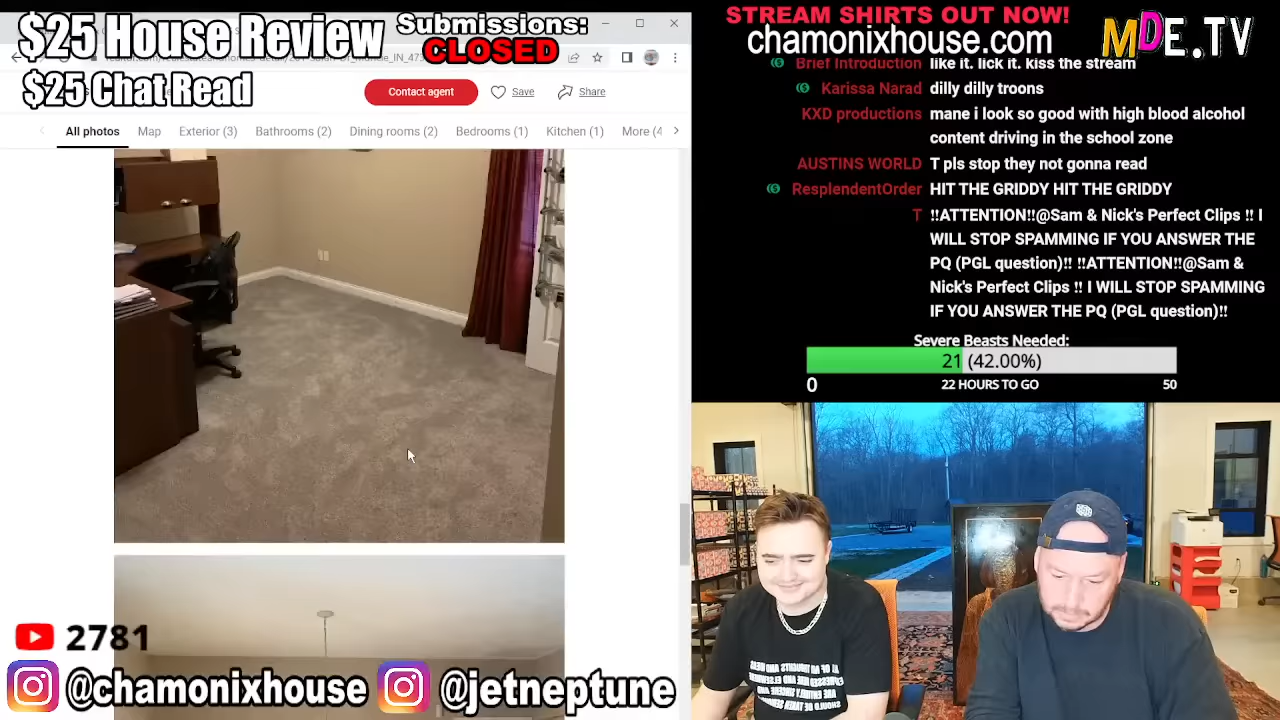 $25 House Review
$25 Chat Read
Submissions:
CLOSED
Contact agent
Save
Share
All photos
Map
Exterior (3)
Bathrooms (2)
Dining rooms (2)
Bedrooms (1)
Kitchen (1)
More (4
2781
@chamonixhouse
@jetneptune
STREAM SHIRTS OUT NOW!
chamonixhouse.com
MDE.TV
Brief Introduction like it. lick it. kiss the stream
Karissa Narad dilly dilly troons
KXD productions mane i look so good with high blood alcohol
content driving in the school zone
AUSTINS WORLD T pls stop they not gonna read
ResplendentOrder HIT THE GRIDDY HIT THE GRIDDY
T ‼ATTENTION‼@Sam & Nick's Perfect Clips ‼ I
WILL STOP SPAMMING IF YOU ANSWER THE
PQ (PGL question)‼ ‼ATTENTION‼@Sam &
Nick's Perfect Clips ‼ I WILL STOP SPAMMING
IF YOU ANSWER THE PQ (PGL question)‼
Severe Beasts Needed:
21 (42.00%)
0
22 HOURS TO GO
50